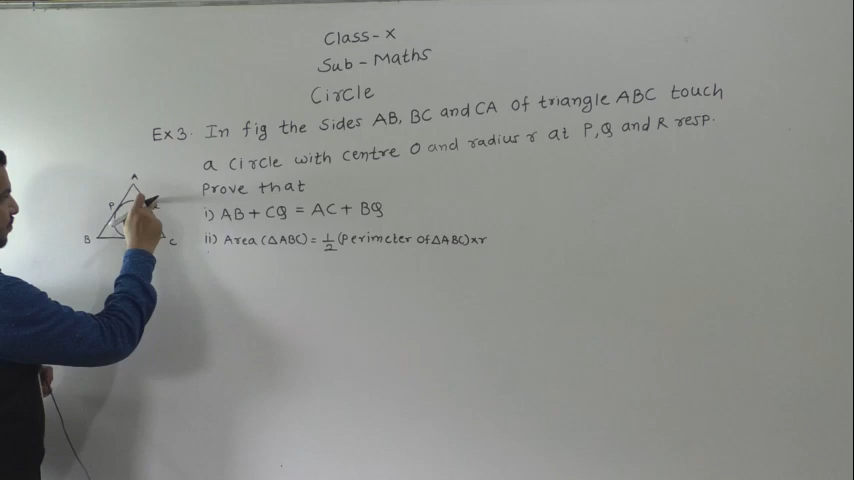 Class-X
Sub-Maths
Circle
Ex3. In fig the sides AB, BC and CA of triangle ABC touch
a circle with centre O and radius r at P,Q and R resp.
Prove that
i) AB + CQ = AC + BQ
ii) Area (△ABC) = 1/2 (Perimeter of △ABC)×r
A
P
B
C